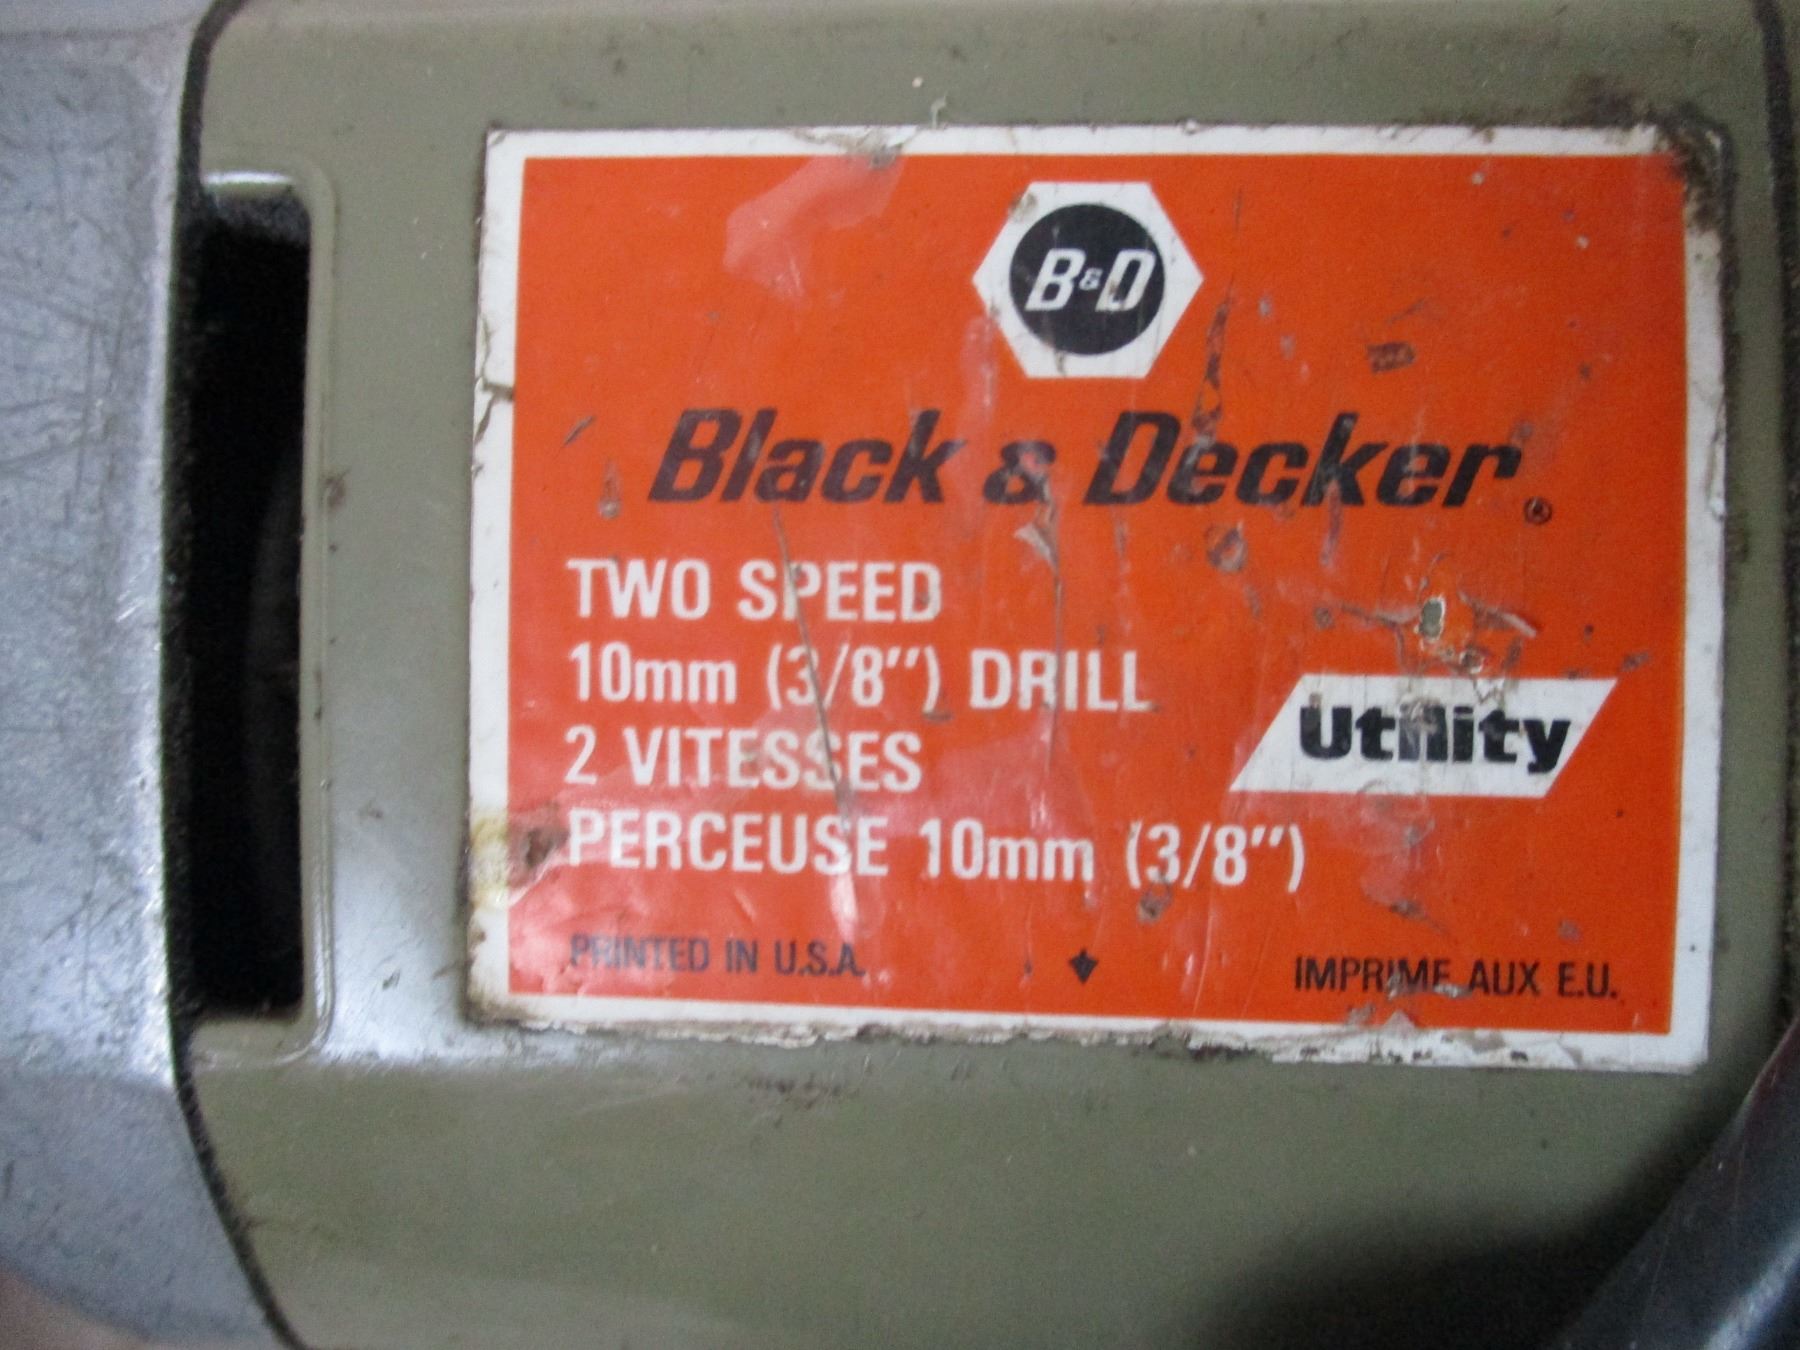 B&D
Black & Decker®
TWO SPEED
10mm (3/8") DRILL
2 VITESSES
PERCEUSE 10mm (3/8")
Utility
PRINTED IN U.S.A.
IMPRIME AUX E.U.